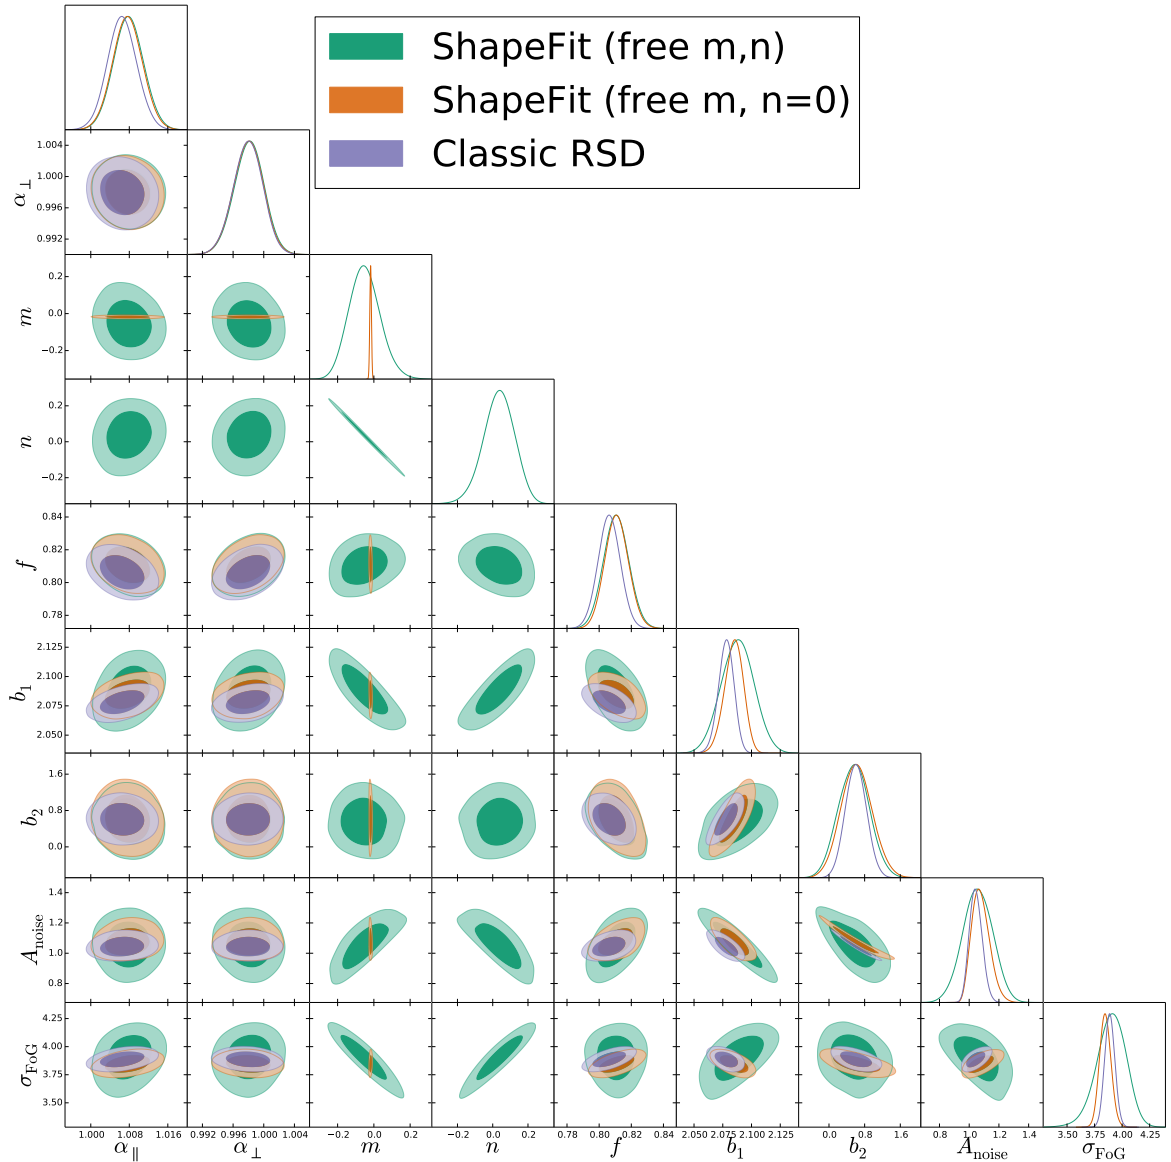 ShapeFit (free m,n)
ShapeFit (free m, n=0)
Classic RSD
1.004
1.000
0.996
0.992
α⊥
0.2
0.0
−0.2
m
0.2
0.0
−0.2
n
0.84
0.82
0.80
0.78
f
2.125
2.100
2.075
2.050
b₁
1.6
0.8
0.0
b₂
1.4
1.2
1.0
0.8
A_noise
4.25
4.00
3.75
3.50
σ_FoG
1.000 1.008 1.016 0.992 0.996 1.000 1.004 −0.2 0.0 0.2 −0.2 0.0 0.2 0.78 0.80 0.82 0.84 2.050 2.075 2.100 2.125 0.0 0.8 1.6 0.8 1.0 1.2 1.4 3.50 3.75 4.00 4.25
α∥ α⊥ m n f b₁ b₂ A_noise σ_FoG